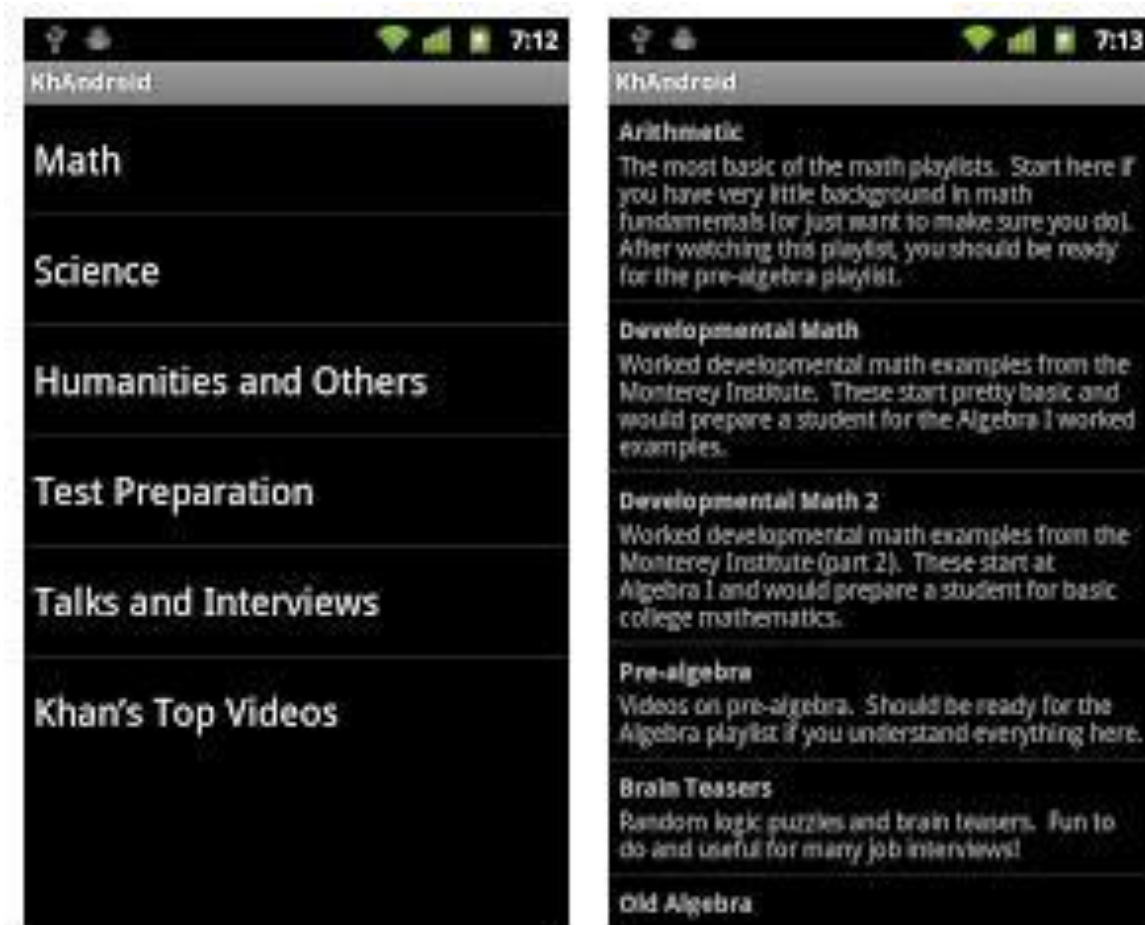 7:12
KhAndroid
Math
Science
Humanities and Others
Test Preparation
Talks and Interviews
Khan's Top Videos
7:13
KhAndroid
Arithmetic
The most basic of the math playlists. Start here if
you have very little background in math
fundamentals (or just want to make sure you do).
After watching this playlist, you should be ready
for the pre-algebra playlist.
Developmental Math
Worked developmental math examples from the
Monterey Institute. These start pretty basic and
would prepare a student for the Algebra I worked
examples.
Developmental Math 2
Worked developmental math examples from the
Monterey Institute (part 2). These start at
Algebra I and would prepare a student for basic
college mathematics.
Pre-algebra
Videos on pre-algebra. Should be ready for the
Algebra playlist if you understand everything here.
Brain Teasers
Random logic puzzles and brain teasers. Fun to
do and useful for many job interviews!
Old Algebra